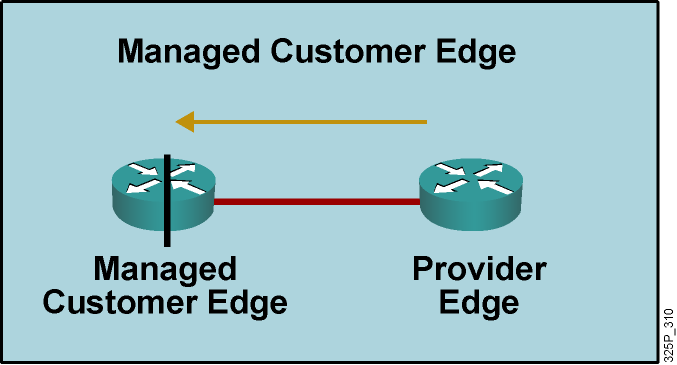 Managed Customer Edge
Managed
Customer Edge
Provider
Edge
325P_310